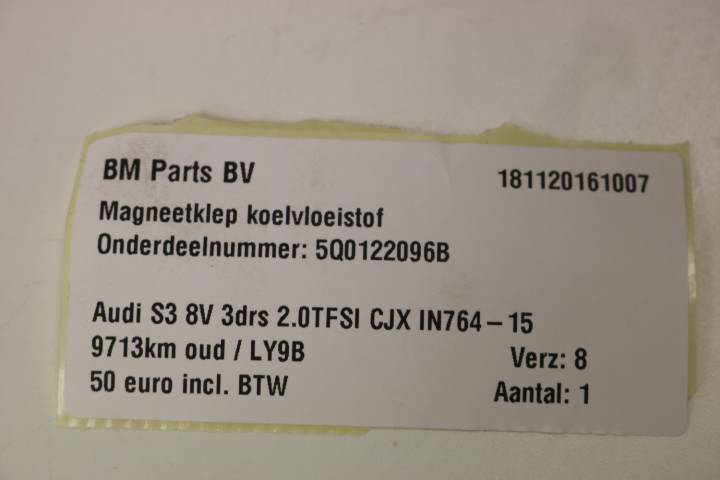 BM Parts BV 181120161007
Magneetklep koelvloeistof
Onderdeelnummer: 5Q0122096B
Audi S3 8V 3drs 2.0TFSI CJX IN764-15
9713km oud / LY9B Verz: 8
50 euro incl. BTW Aantal: 1